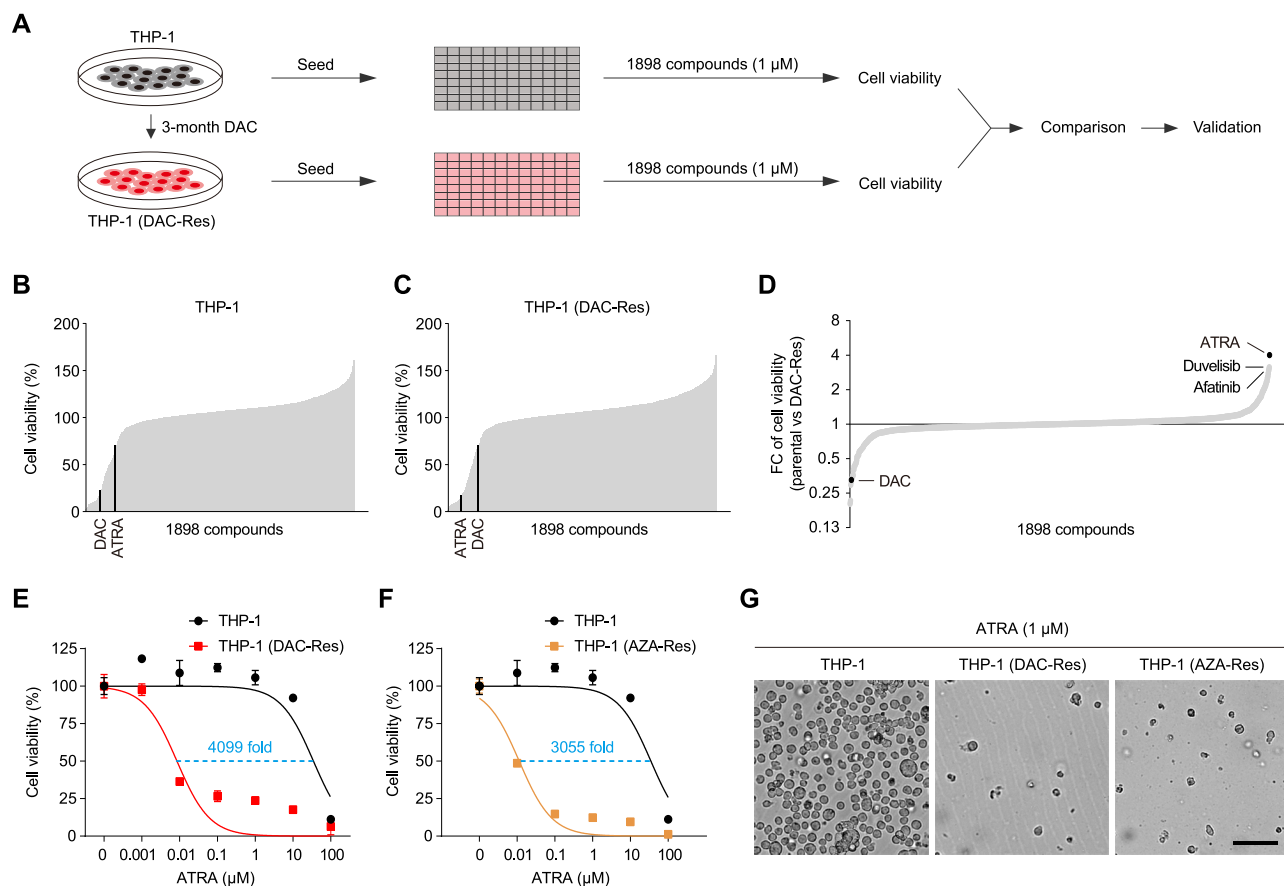 A
THP-1
Seed
1898 compounds (1 µM)
Cell viability
3-month DAC
Comparison
Validation
Seed
1898 compounds (1 µM)
Cell viability
THP-1 (DAC-Res)
B
THP-1
Cell viability (%)
200
150
100
50
0
DAC
ATRA
1898 compounds
C
THP-1 (DAC-Res)
Cell viability (%)
200
150
100
50
0
ATRA
DAC
1898 compounds
D
FC of cell viability
(parental vs DAC-Res)
8
4
2
1
0.5
0.25
0.13
ATRA
Duvelisib
Afatinib
DAC
1898 compounds
E
THP-1
THP-1 (DAC-Res)
Cell viability (%)
125
100
75
50
25
0
4099 fold
0 0.001 0.01 0.1 1 10 100
ATRA (µM)
F
THP-1
THP-1 (AZA-Res)
Cell viability (%)
125
100
75
50
25
0
3055 fold
0 0.01 0.1 1 10 100
ATRA (µM)
G
ATRA (1 µM)
THP-1 THP-1 (DAC-Res) THP-1 (AZA-Res)